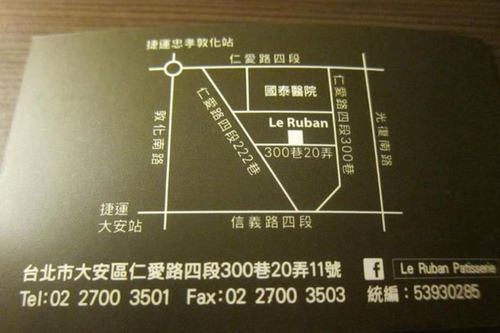 捷運忠孝敦化站
仁愛路四段
國泰醫院
仁愛路四段222巷
仁愛路四段300巷
敦化南路
光復南路
Le Ruban
300巷20弄
捷運
大安站
信義路四段
台北市大安區仁愛路四段300巷20弄11號
Le Ruban Patisserie
Tel:02 2700 3501 Fax:02 2700 3503 統編:53930285